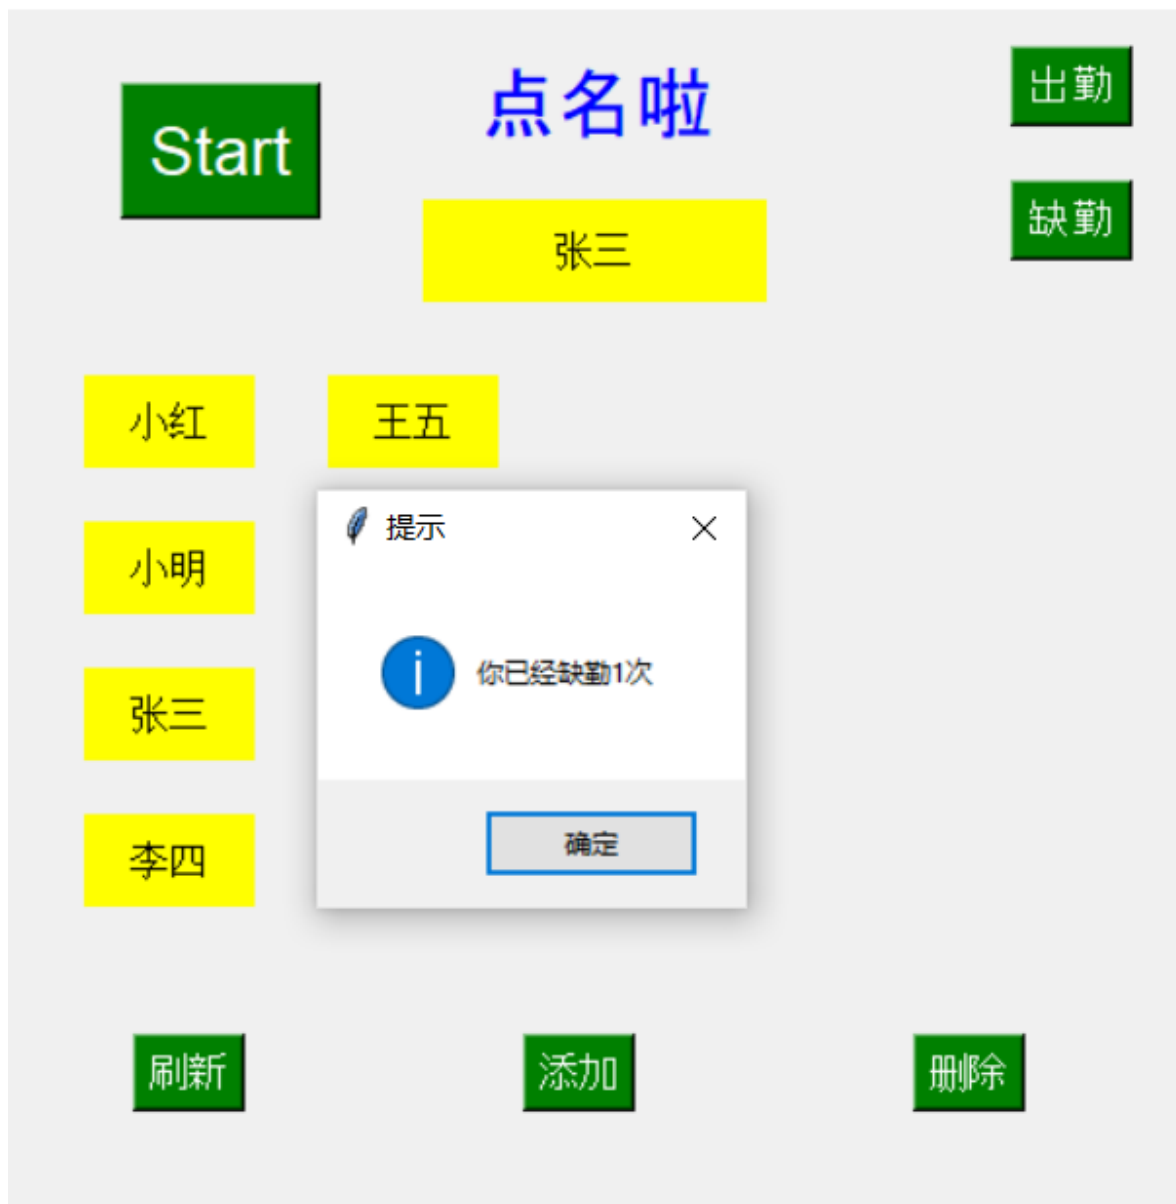 Start
点名啦
出勤
缺勤
张三
小红
王五
小明
张三
李四
提示
你已经缺勤1次
确定
刷新
添加
删除